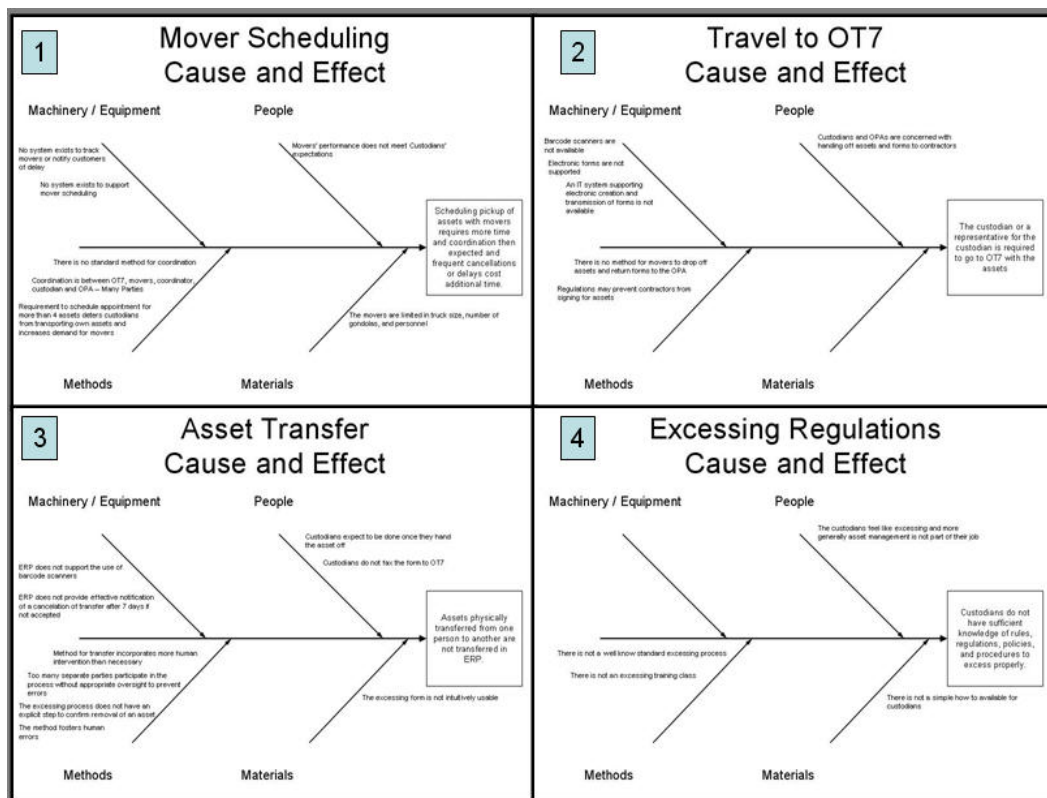 1
Mover Scheduling
Cause and Effect
Machinery / Equipment
People
No system exists to track
movers or notify customers
of delay
No system exists to support
mover scheduling
Movers' performance does not meet Custodians'
expectations
Scheduling pickup of
assets with movers
requires more time
and coordination then
expected and
frequent cancellations
or delays cost
additional time.
There is no standard method for coordination
Coordination is between OT7, movers, coordinator,
custodian and OPA – Many Parties
Requirement to schedule appointment for
more than 4 assets deters custodians
from transporting own assets and
increases demand for movers
The movers are limited in truck size, number of
gondolas, and personnel
Methods
Materials
2
Travel to OT7
Cause and Effect
Machinery / Equipment
People
Barcode scanners are
not available
Electronic forms are not
supported
An IT system supporting
electronic creation and
transmission of forms is not
available
Custodians and OPAs are concerned with
handing off assets and forms to contractors
The custodian or a
representative for the
custodian is required
to go to OT7 with the
assets
There is no method for movers to drop off
assets and return forms to the OPA
Regulations may prevent contractors from
signing for assets
Methods
Materials
3
Asset Transfer
Cause and Effect
Machinery / Equipment
People
ERP does not support the use of
barcode scanners
ERP does not provide effective notification
of a cancelation of transfer after 7 days if
not accepted
Custodians expect to be done once they hand
the asset off
Custodians do not fax the form to OT7
Assets physically
transferred from one
person to another are
not transferred in
ERP.
Method for transfer incorporates more human
intervention than necessary
Too many separate parties participate in the
process without appropriate oversight to prevent
errors
The excessing process does not have an
explicit step to confirm removal of an asset
The method fosters human
errors
The excessing form is not intuitively usable
Methods
Materials
4
Excessing Regulations
Cause and Effect
Machinery / Equipment
People
The custodians feel like excessing and more
generally asset management is not part of their job
Custodians do not
have sufficient
knowledge of rules,
regulations, policies,
and procedures to
excess properly.
There is not a well know standard excessing process
There is not an excessing training class
There is not a simple how to available for
custodians
Methods
Materials